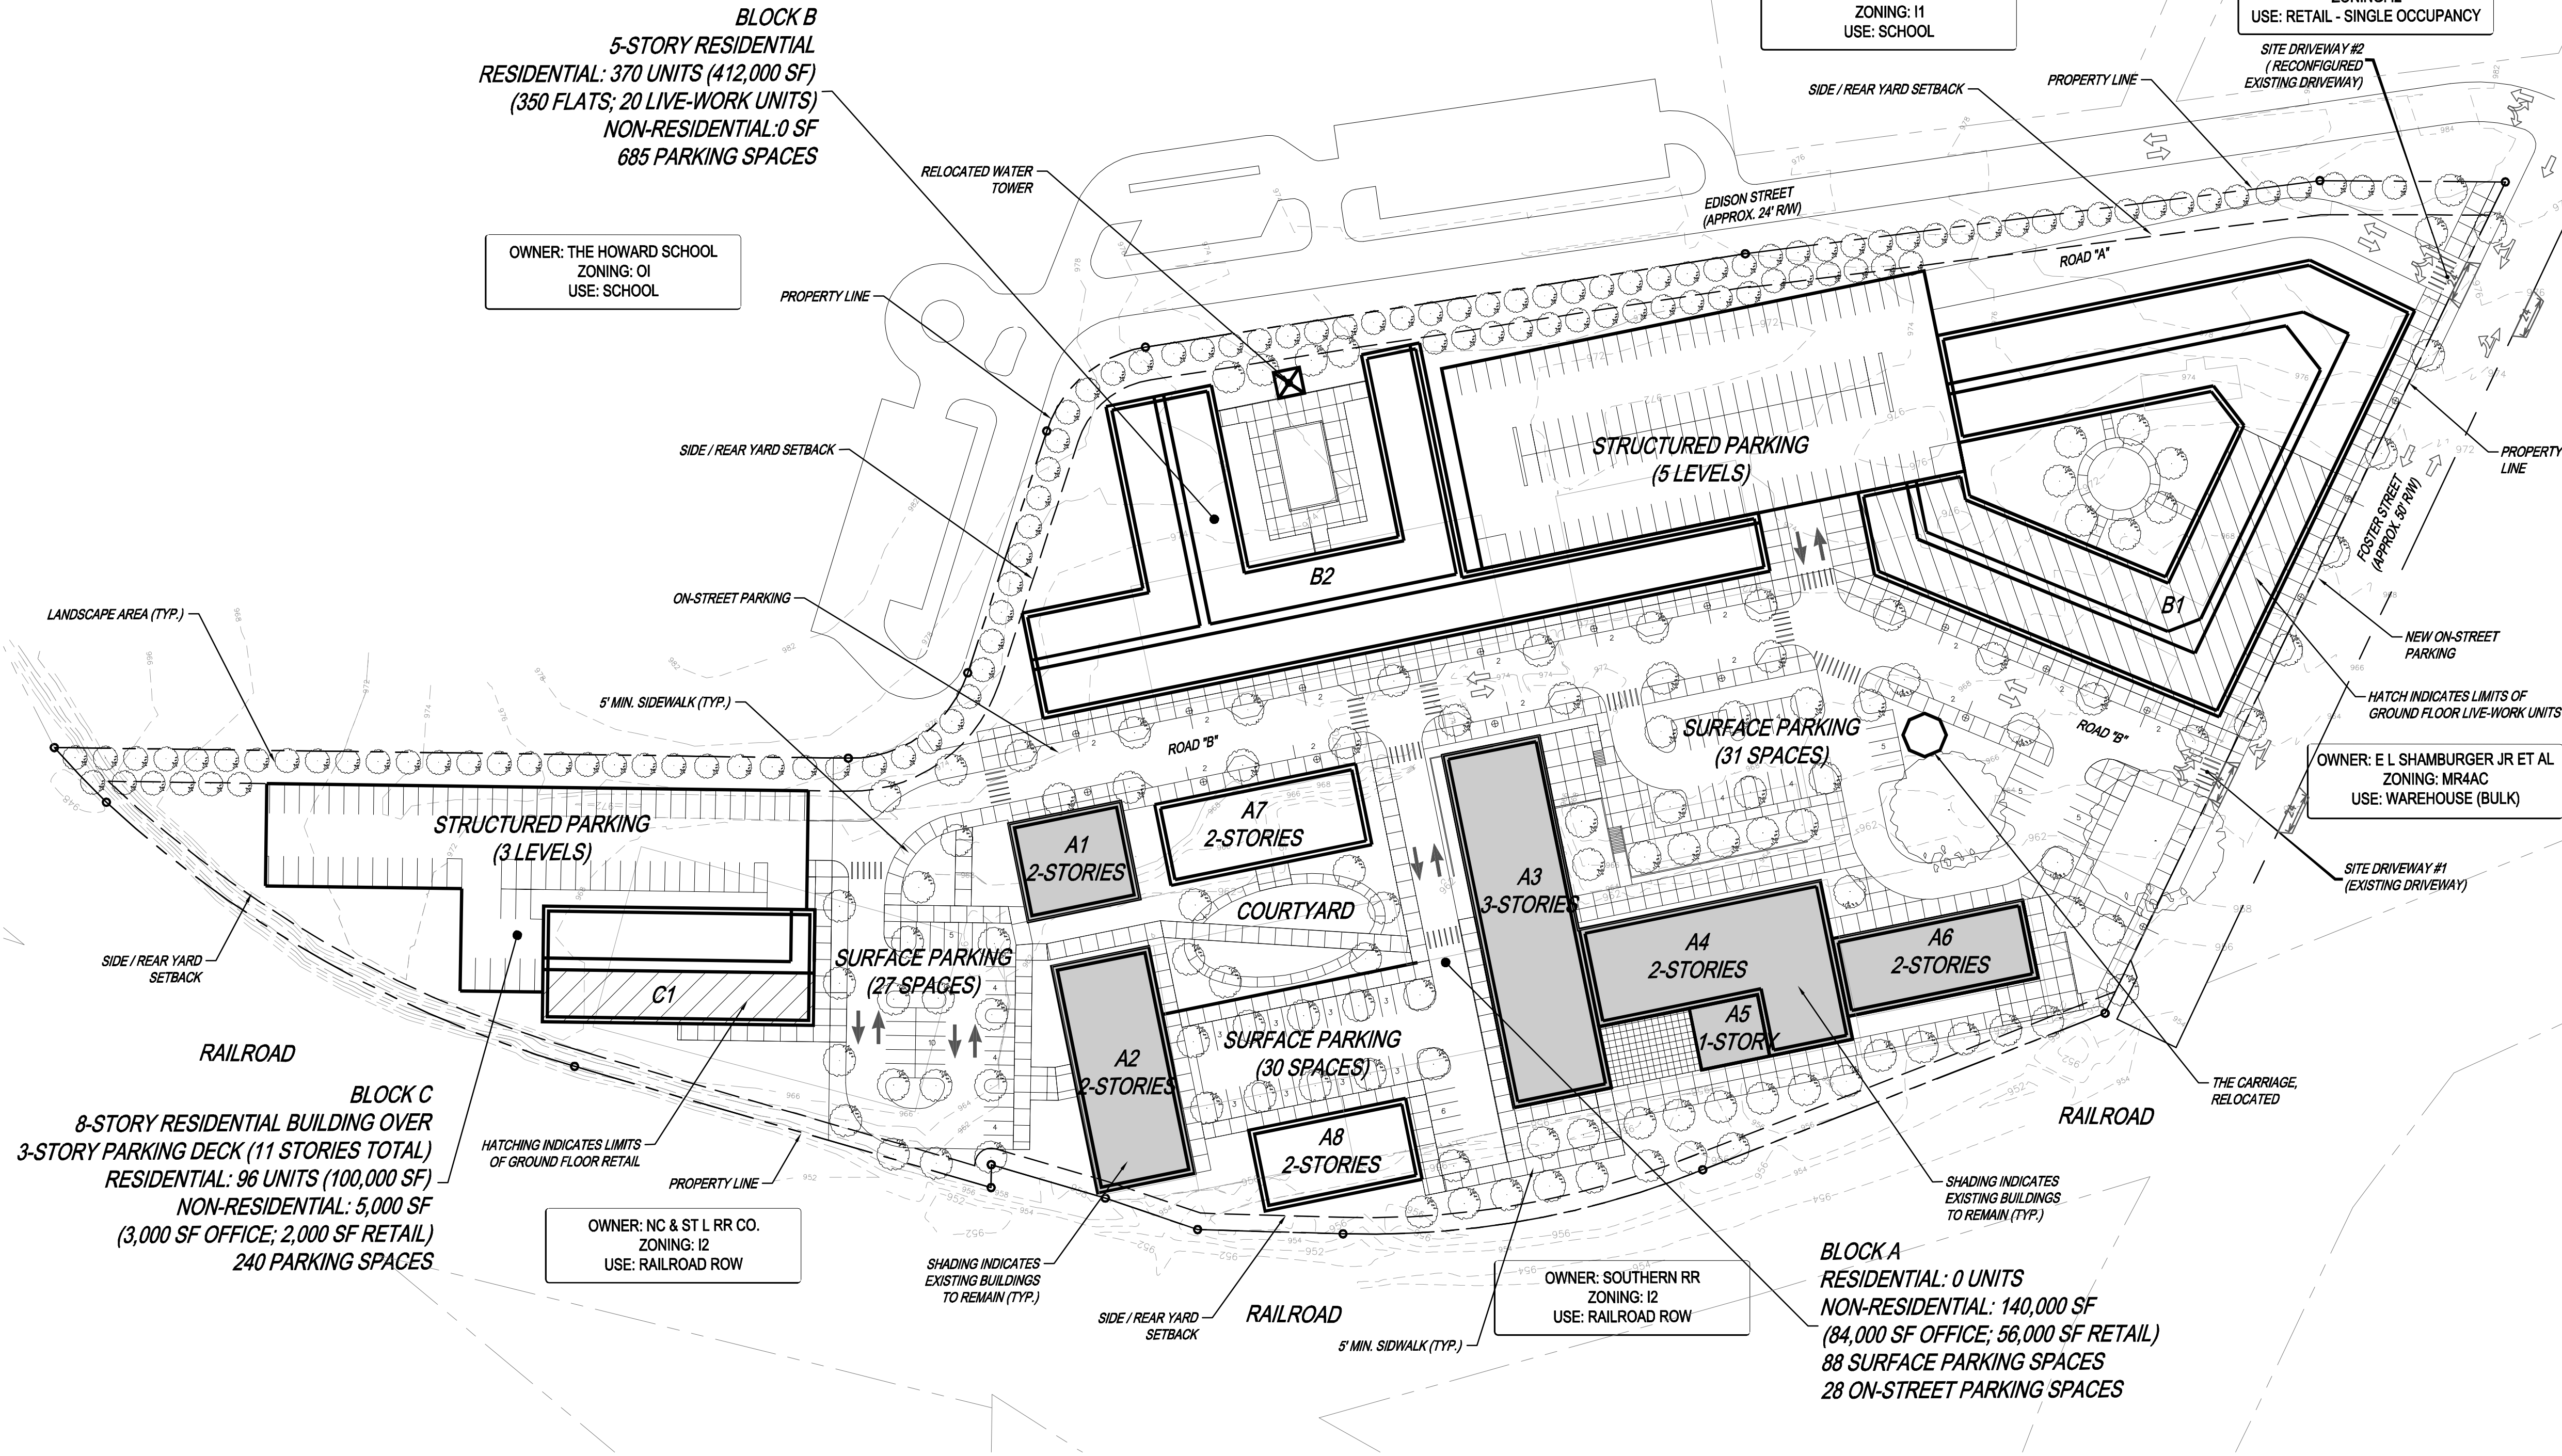 BLOCK B
5-STORY RESIDENTIAL
RESIDENTIAL: 370 UNITS (412,000 SF)
(350 FLATS; 20 LIVE-WORK UNITS)
NON-RESIDENTIAL:0 SF
685 PARKING SPACES
ZONING: I1
USE: SCHOOL
USE: RETAIL - SINGLE OCCUPANCY
SITE DRIVEWAY #2
( RECONFIGURED
EXISTING DRIVEWAY)
PROPERTY LINE
SIDE / REAR YARD SETBACK
RELOCATED WATER
TOWER
EDISON STREET
(APPROX. 24' R/W)
ROAD "A"
OWNER: THE HOWARD SCHOOL
ZONING: OI
USE: SCHOOL
PROPERTY LINE
SIDE / REAR YARD SETBACK
STRUCTURED PARKING
(5 LEVELS)
PROPERTY
LINE
FOSTER STREET
(APPROX. 50' R/W)
B2
B1
ON-STREET PARKING
LANDSCAPE AREA (TYP.)
NEW ON-STREET
PARKING
5' MIN. SIDEWALK (TYP.)
HATCH INDICATES LIMITS OF
GROUND FLOOR LIVE-WORK UNITS
ROAD "B"
ROAD "B"
SURFACE PARKING
(31 SPACES)
OWNER: E L SHAMBURGER JR ET AL
ZONING: MR4AC
USE: WAREHOUSE (BULK)
STRUCTURED PARKING
(3 LEVELS)
A1
2-STORIES
A7
2-STORIES
A3
3-STORIES
SITE DRIVEWAY #1
(EXISTING DRIVEWAY)
COURTYARD
A4
2-STORIES
A6
2-STORIES
SIDE / REAR YARD
SETBACK
SURFACE PARKING
(27 SPACES)
C1
A5
1-STORY
RAILROAD
SURFACE PARKING
(30 SPACES)
A2
2-STORIES
THE CARRIAGE,
RELOCATED
RAILROAD
BLOCK C
8-STORY RESIDENTIAL BUILDING OVER
3-STORY PARKING DECK (11 STORIES TOTAL)
RESIDENTIAL: 96 UNITS (100,000 SF)
NON-RESIDENTIAL: 5,000 SF
(3,000 SF OFFICE; 2,000 SF RETAIL)
240 PARKING SPACES
HATCHING INDICATES LIMITS
OF GROUND FLOOR RETAIL
A8
2-STORIES
PROPERTY LINE
SHADING INDICATES
EXISTING BUILDINGS
TO REMAIN (TYP.)
OWNER: NC & ST L RR CO.
ZONING: I2
USE: RAILROAD ROW
SHADING INDICATES
EXISTING BUILDINGS
TO REMAIN (TYP.)
SIDE / REAR YARD
SETBACK
RAILROAD
5' MIN. SIDWALK (TYP.)
OWNER: SOUTHERN RR
ZONING: I2
USE: RAILROAD ROW
BLOCK A
RESIDENTIAL: 0 UNITS
NON-RESIDENTIAL: 140,000 SF
(84,000 SF OFFICE; 56,000 SF RETAIL)
88 SURFACE PARKING SPACES
28 ON-STREET PARKING SPACES